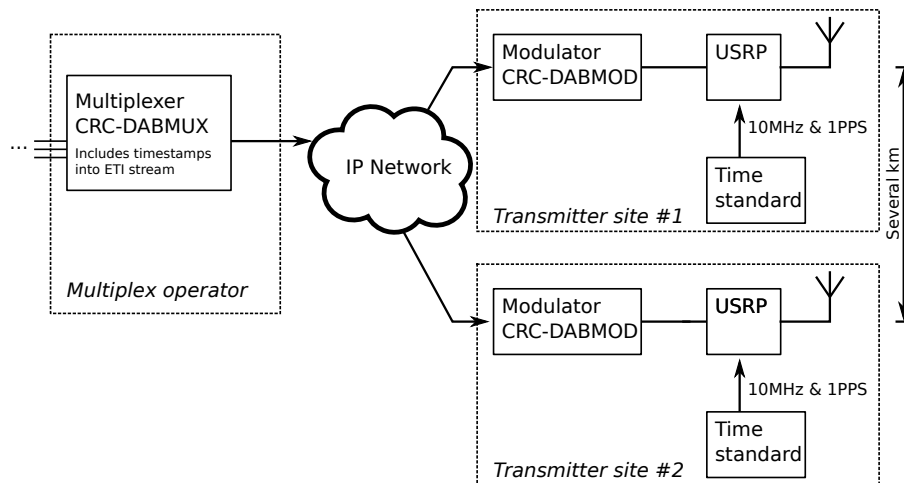 ...
Multiplexer
CRC-DABMUX
Includes timestamps
into ETI stream
Multiplex operator
IP Network
Modulator
CRC-DABMOD
USRP
10MHz & 1PPS
Time
standard
Transmitter site #1
Modulator
CRC-DABMOD
USRP
10MHz & 1PPS
Time
standard
Transmitter site #2
Several km